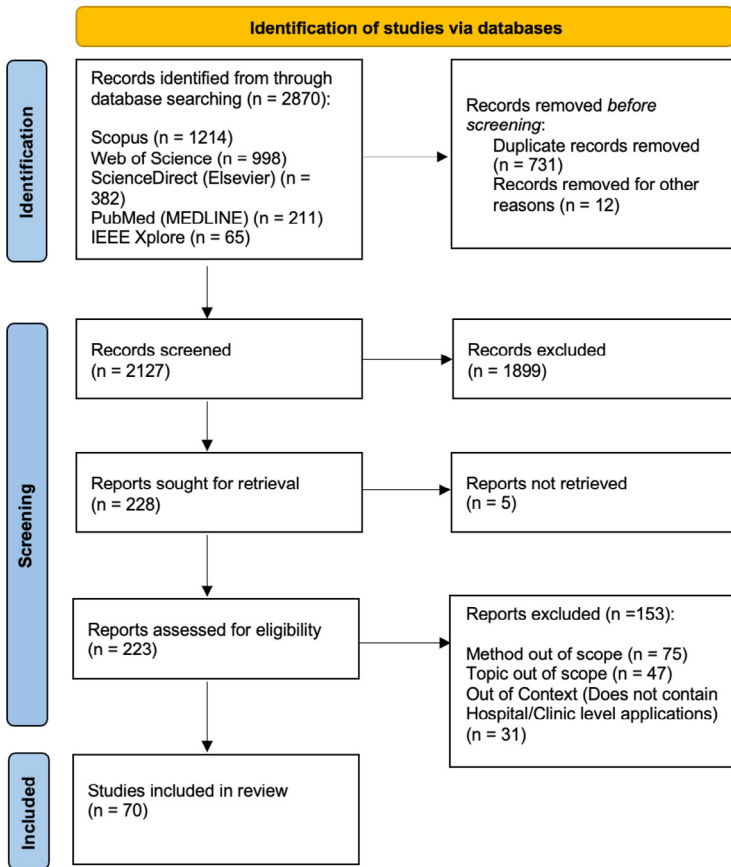 Identification of studies via databases
Identification
Records identified from through
database searching (n = 2870):
Scopus (n = 1214)
Web of Science (n = 998)
ScienceDirect (Elsevier) (n =
382)
PubMed (MEDLINE) (n = 211)
IEEE Xplore (n = 65)
Records removed before
screening:
Duplicate records removed
(n = 731)
Records removed for other
reasons (n = 12)
Screening
Records screened
(n = 2127)
Records excluded
(n = 1899)
Reports sought for retrieval
(n = 228)
Reports not retrieved
(n = 5)
Reports assessed for eligibility
(n = 223)
Reports excluded (n =153):
Method out of scope (n = 75)
Topic out of scope (n = 47)
Out of Context (Does not contain
Hospital/Clinic level applications)
(n = 31)
Included
Studies included in review
(n = 70)